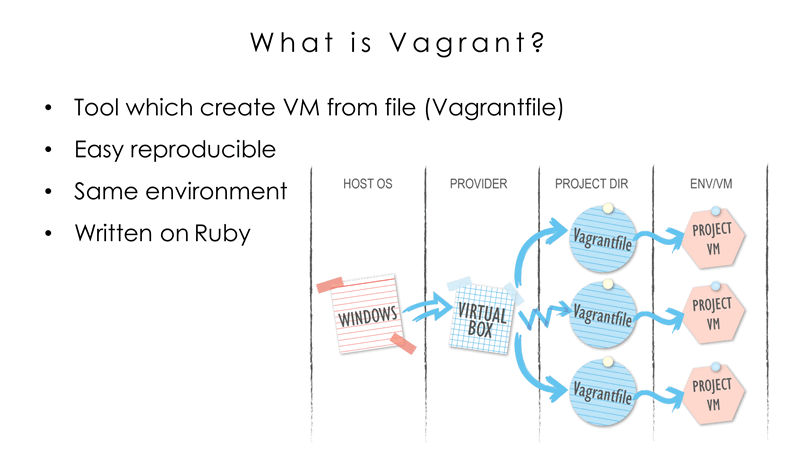 What is Vagrant?
• Tool which create VM from file (Vagrantfile)
• Easy reproducible
• Same environment
• Written on Ruby
HOST OS
PROVIDER
PROJECT DIR
ENV/VM
WINDOWS
VIRTUAL
BOX
Vagrantfile
PROJECT
VM
Vagrantfile
PROJECT
VM
Vagrantfile
PROJECT
VM